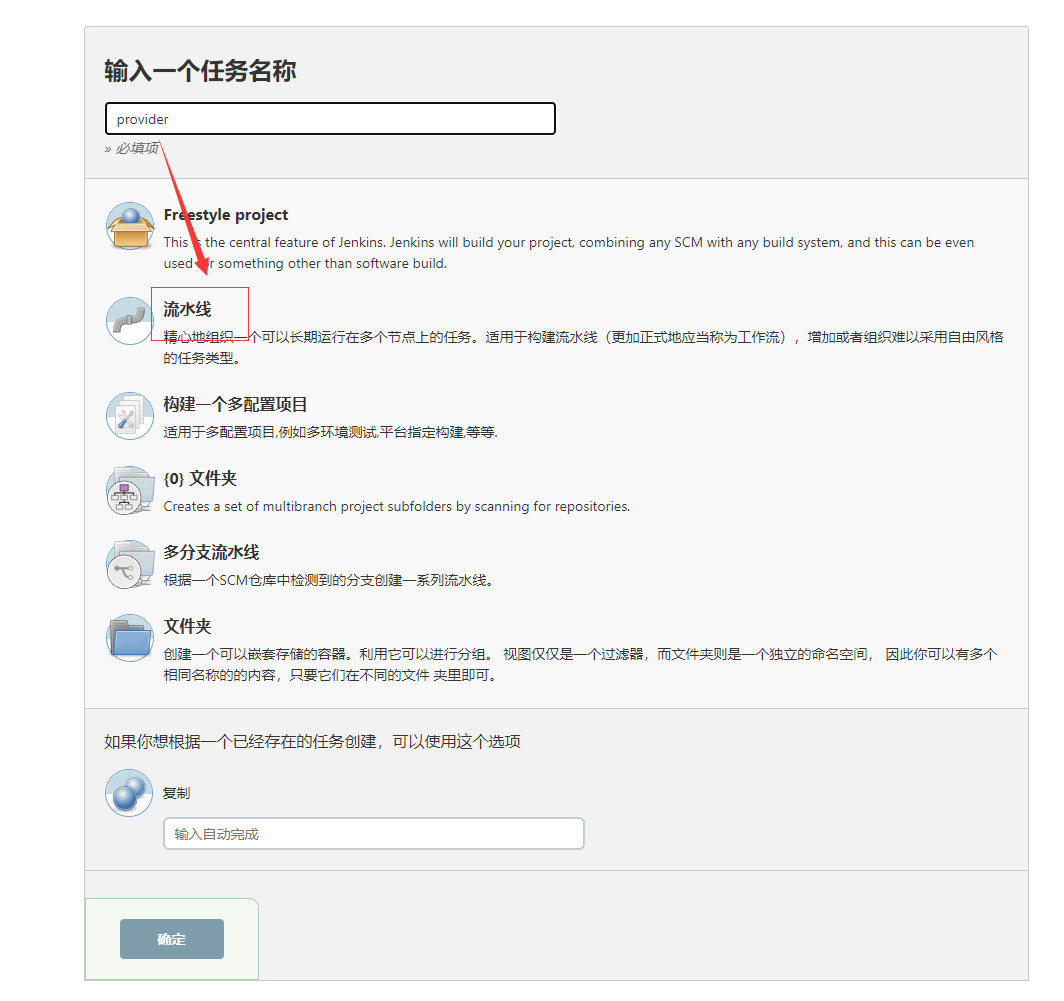 输入一个任务名称
provider
» 必填项
Freestyle project
This is the central feature of Jenkins. Jenkins will build your project, combining any SCM with any build system, and this can be even
used for something other than software build.
流水线
精心地组织一个可以长期运行在多个节点上的任务。适用于构建流水线（更加正式地应当称为工作流），增加或者组织难以采用自由风格
的任务类型。
构建一个多配置项目
适用于多配置项目,例如多环境测试,平台指定构建,等等.
{0} 文件夹
Creates a set of multibranch project subfolders by scanning for repositories.
多分支流水线
根据一个SCM仓库中检测到的分支创建一系列流水线。
文件夹
创建一个可以嵌套存储的容器。利用它可以进行分组。 视图仅仅是一个过滤器，而文件夹则是一个独立的命名空间， 因此你可以有多个
相同名称的的内容，只要它们在不同的文件 夹里即可。
如果你想根据一个已经存在的任务创建，可以使用这个选项
复制
输入自动完成
确定